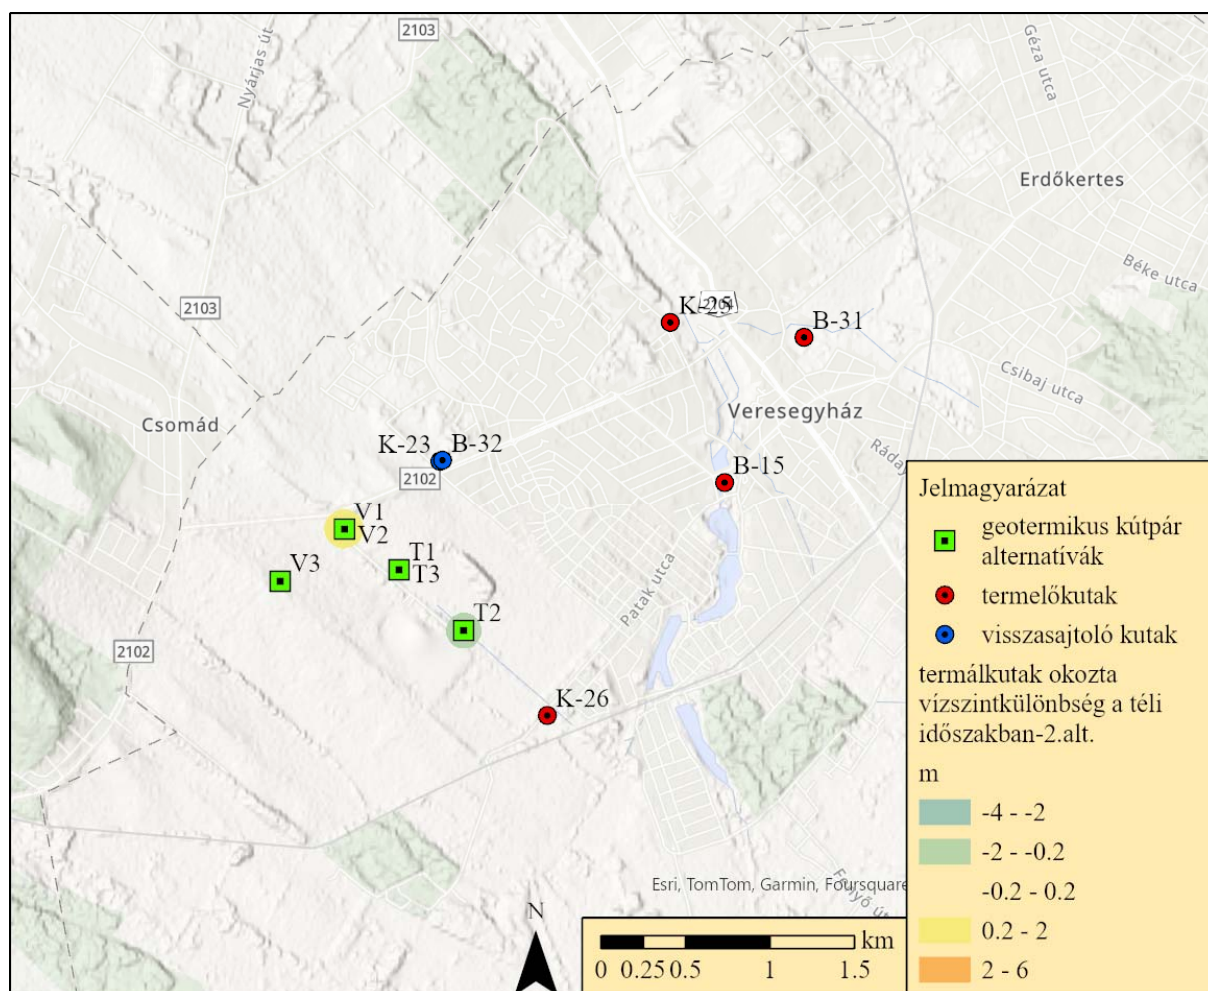 2103
Nyárjas út
Géza utca
Erdőkertes
Béke utca
2103
K-25
2104
B-31
Csibaj utca
Csomád
Veresegyház
K-23
B-32
2102
B-15
V1
V2
V3
T1
T3
T2
Patak utca
2102
K-26
Jelmagyarázat
geotermikus kútpár
alternatívák
termelőkutak
visszasajtoló kutak
termálkutak okozta
vízszintkülönbség a téli
időszakban-2.alt.
m
-4 - -2
-2 - -0.2
-0.2 - 0.2
0.2 - 2
2 - 6
Esri, TomTom, Garmin, Foursquare
N
km
0 0.25 0.5 1 1.5